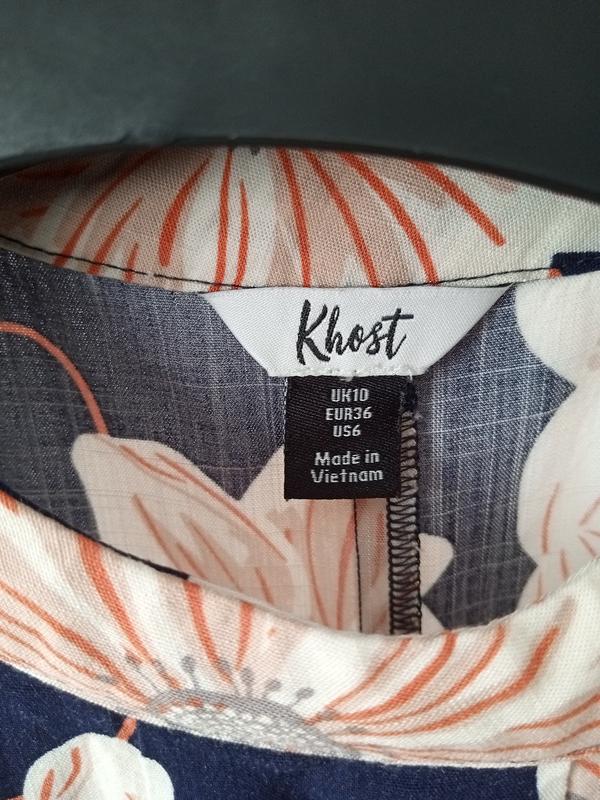 Khost
UK10
EUR36
US6
Made in
Vietnam